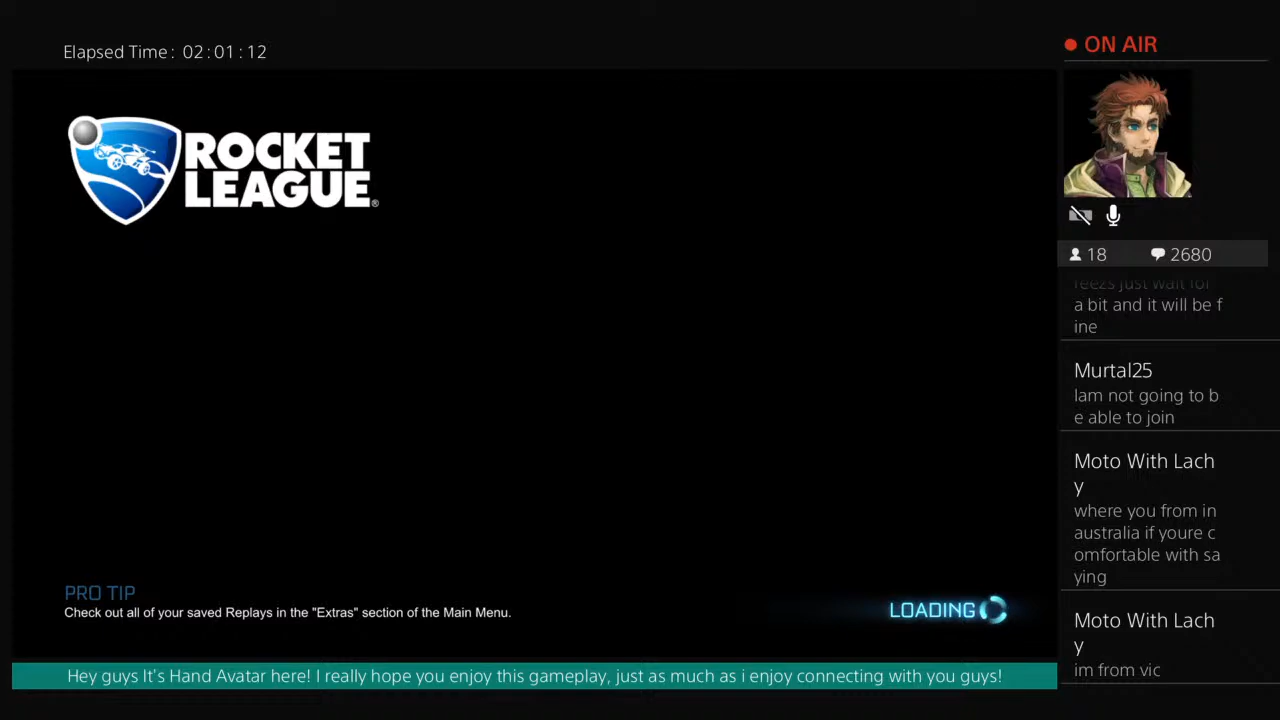 Elapsed Time: 02:01:12
ON AIR
ROCKET
LEAGUE®
18 2680
reezs just wait for
a bit and it will be f
ine
Murtal25
Iam not going to b
e able to join
Moto With Lach
y
where you from in
australia if youre c
omfortable with sa
ying
Moto With Lach
y
im from vic
PRO TIP
Check out all of your saved Replays in the "Extras" section of the Main Menu.
LOADING
Hey guys It's Hand Avatar here! I really hope you enjoy this gameplay, just as much as i enjoy connecting with you guys!